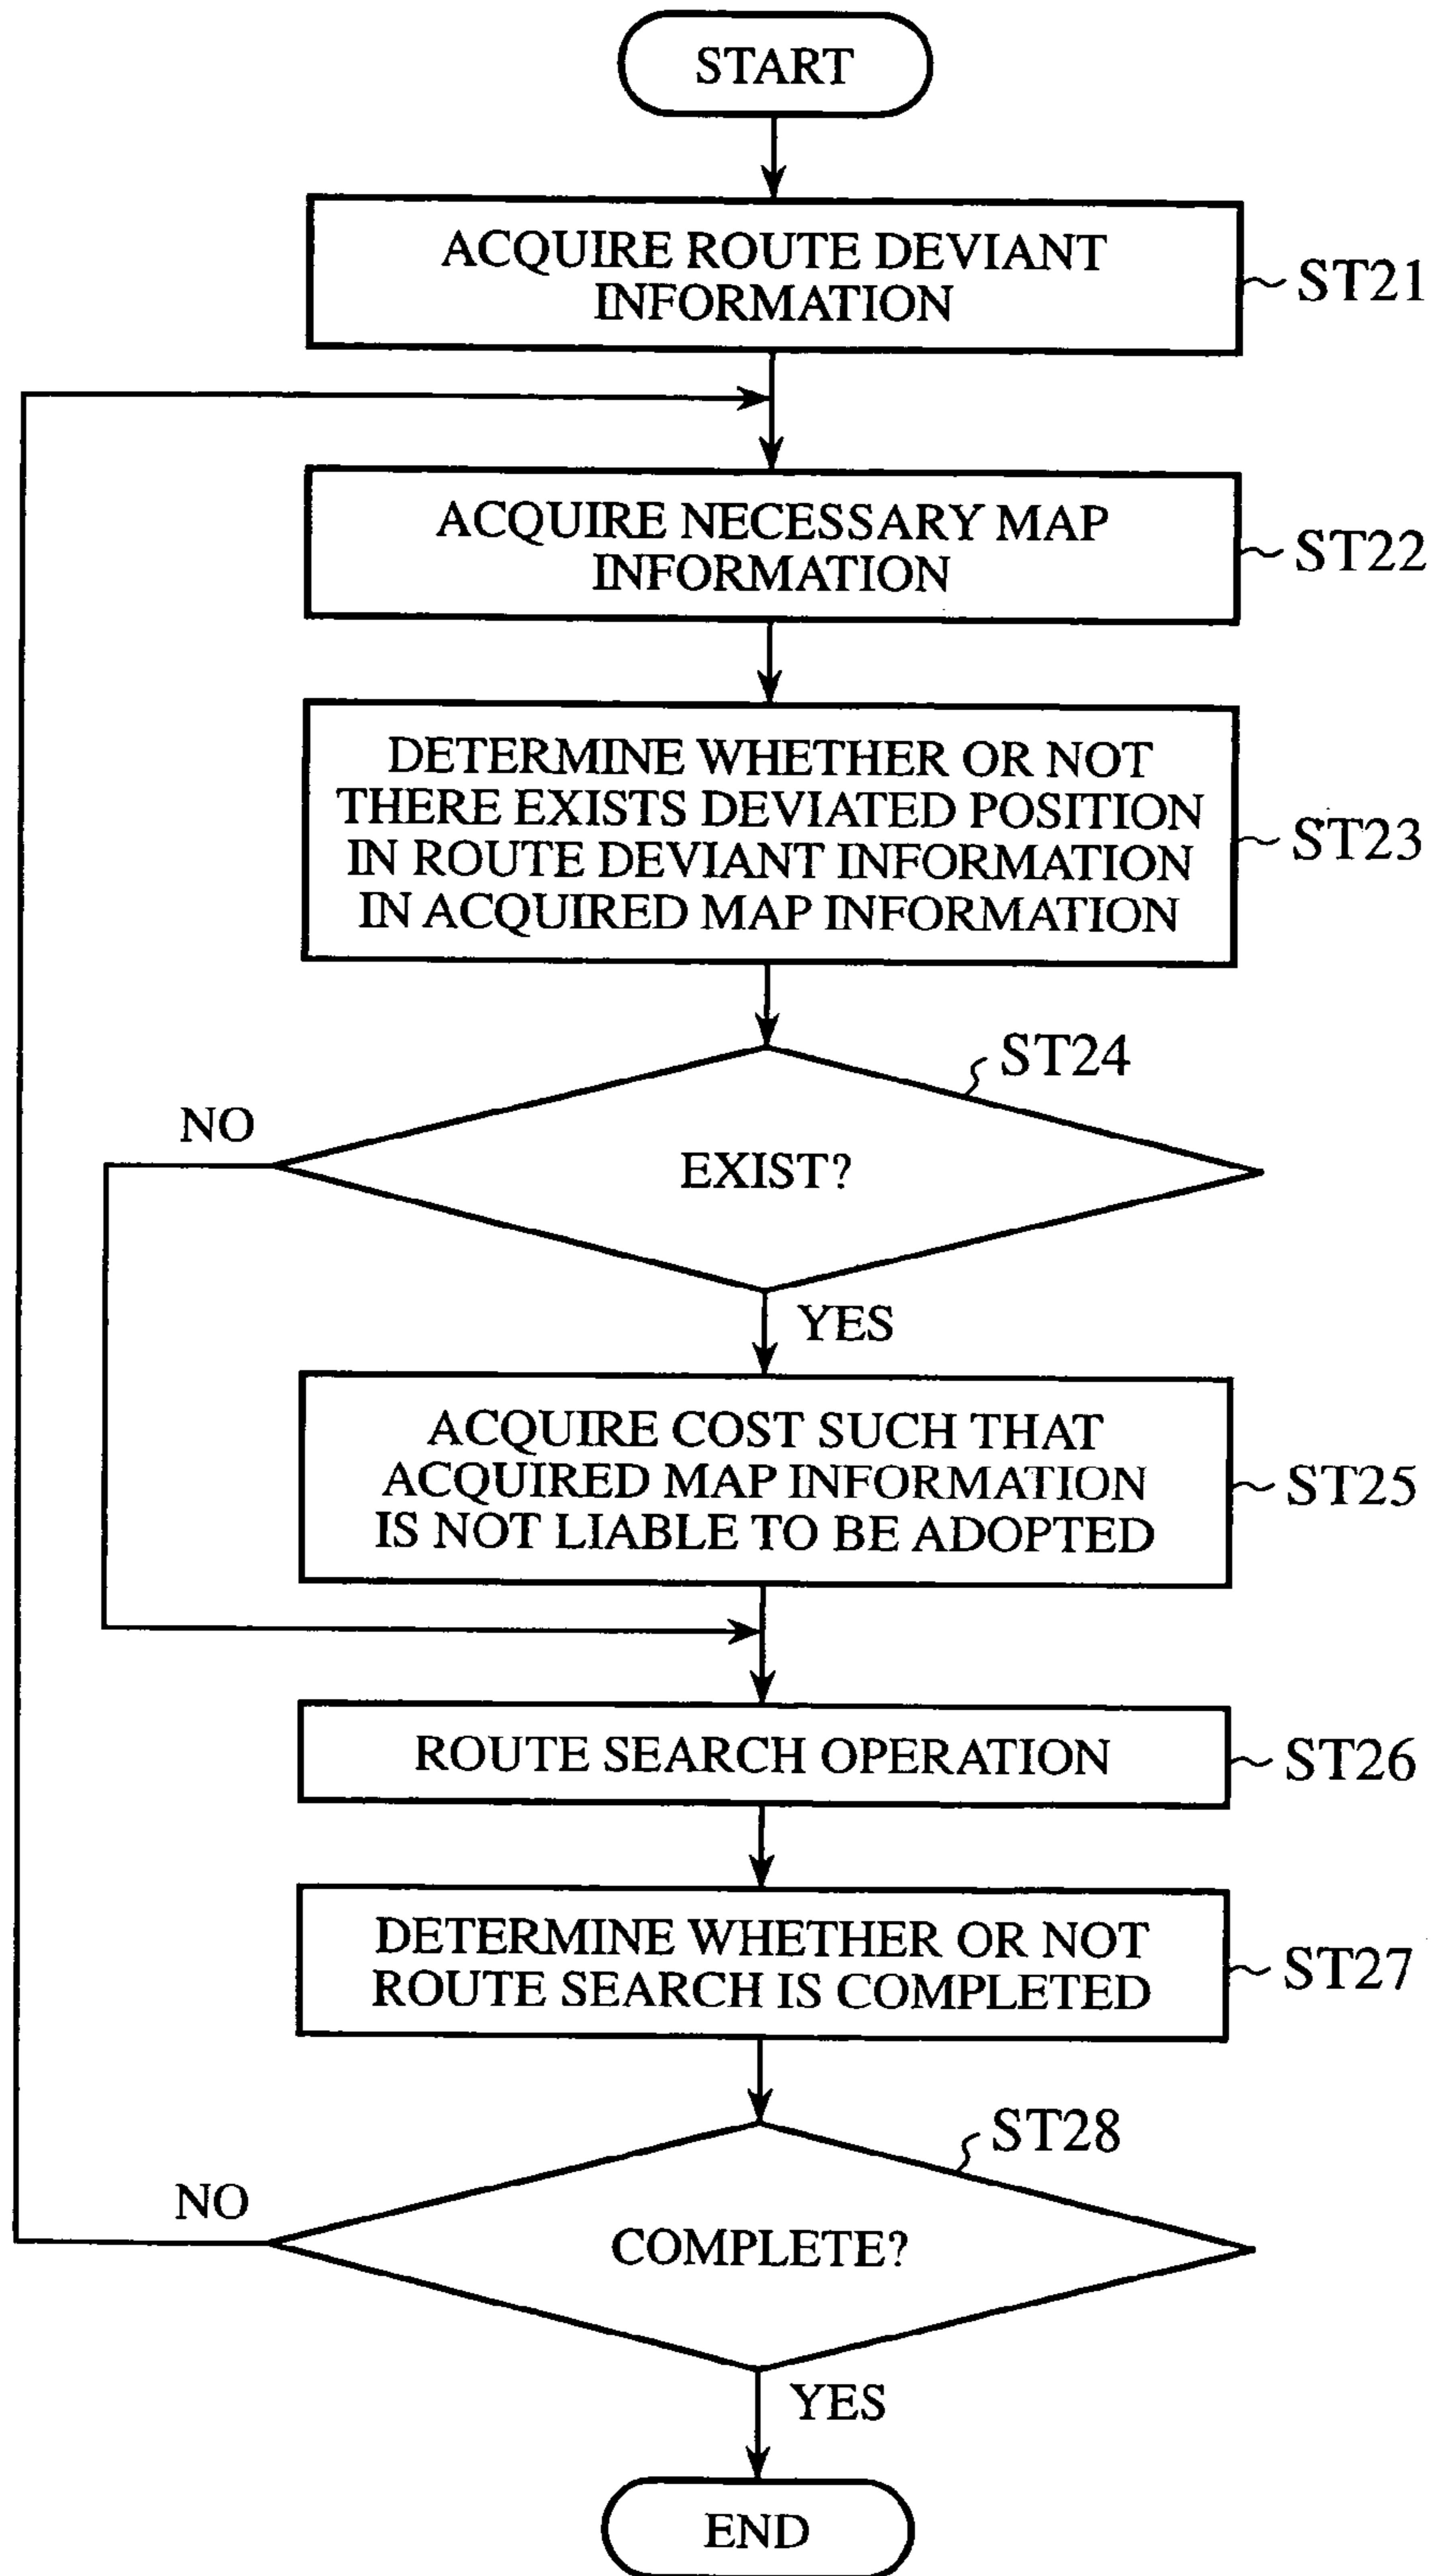 START
ACQUIRE ROUTE DEVIANT
INFORMATION
ST21
ACQUIRE NECESSARY MAP
INFORMATION
ST22
DETERMINE WHETHER OR NOT
THERE EXISTS DEVIATED POSITION
IN ROUTE DEVIANT INFORMATION
IN ACQUIRED MAP INFORMATION
ST23
ST24
NO
EXIST?
YES
ACQUIRE COST SUCH THAT
ACQUIRED MAP INFORMATION
IS NOT LIABLE TO BE ADOPTED
ST25
ROUTE SEARCH OPERATION
ST26
DETERMINE WHETHER OR NOT
ROUTE SEARCH IS COMPLETED
ST27
ST28
NO
COMPLETE?
YES
END